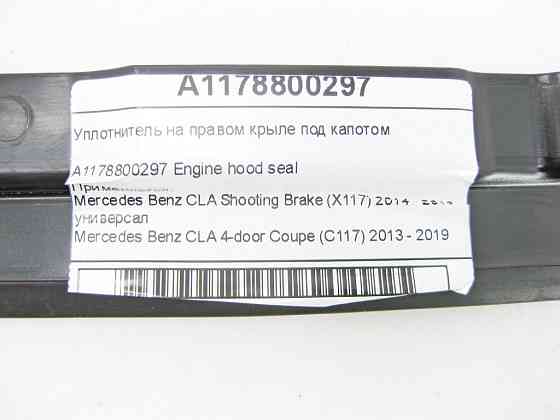 A1178800297
Уплотнитель на правом крыле под капотом
A1178800297 Engine hood seal
Mercedes Benz CLA Shooting Brake (X117) 2014 -
универсал
Mercedes Benz CLA 4-door Coupe (C117) 2013 - 2019